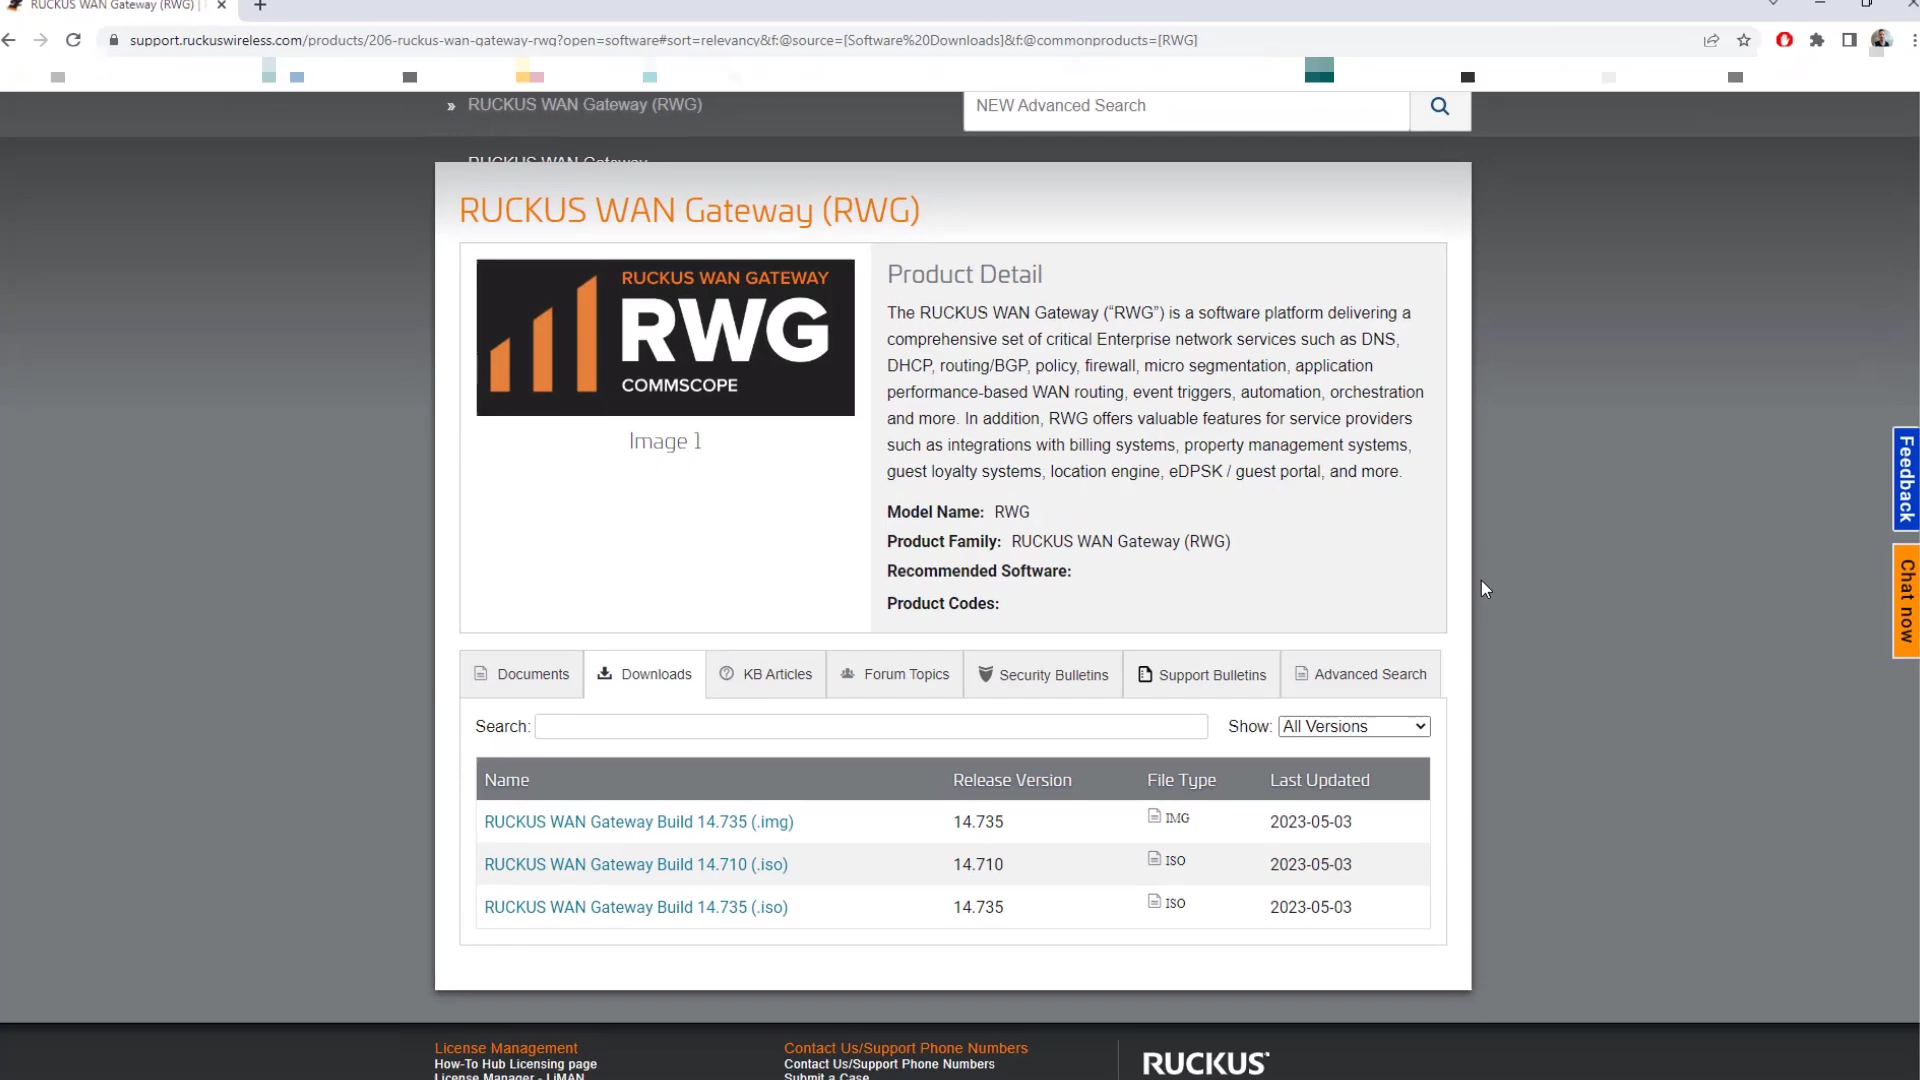 RUCKUS WAN Gateway (RWG) |
support.ruckuswireless.com/products/206-ruckus-wan-gateway-rwg?open=software#sort=relevancy&f:@source=[Software%20Downloads]&f:@commonproducts=[RWG]
» RUCKUS WAN Gateway (RWG)
NEW Advanced Search
RUCKUS WAN Gateway
RUCKUS WAN Gateway (RWG)
RUCKUS WAN GATEWAY
RWG
COMMSCOPE
Image 1
Product Detail
The RUCKUS WAN Gateway (“RWG”) is a software platform delivering a
comprehensive set of critical Enterprise network services such as DNS,
DHCP, routing/BGP, policy, firewall, micro segmentation, application
performance-based WAN routing, event triggers, automation, orchestration
and more. In addition, RWG offers valuable features for service providers
such as integrations with billing systems, property management systems,
guest loyalty systems, location engine, eDPSK / guest portal, and more.
Model Name: RWG
Product Family: RUCKUS WAN Gateway (RWG)
Recommended Software:
Product Codes:
Feedback
Chat now
Documents Downloads KB Articles Forum Topics Security Bulletins Support Bulletins Advanced Search
Search: Show: All Versions
Name Release Version File Type Last Updated
RUCKUS WAN Gateway Build 14.735 (.img) 14.735 IMG 2023-05-03
RUCKUS WAN Gateway Build 14.710 (.iso) 14.710 ISO 2023-05-03
RUCKUS WAN Gateway Build 14.735 (.iso) 14.735 ISO 2023-05-03
License Management Contact Us/Support Phone Numbers
How-To Hub Licensing page Contact Us/Support Phone Numbers RUCKUS
License Manager - LiMAN Submit a Case